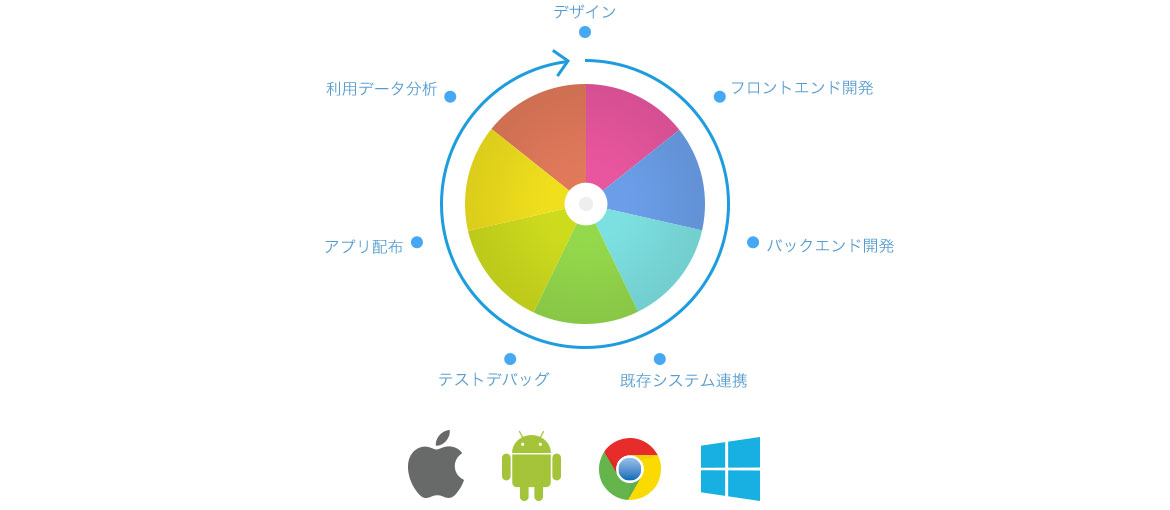 デザイン
フロントエンド開発
バックエンド開発
既存システム連携
テストデバッグ
アプリ配布
利用データ分析